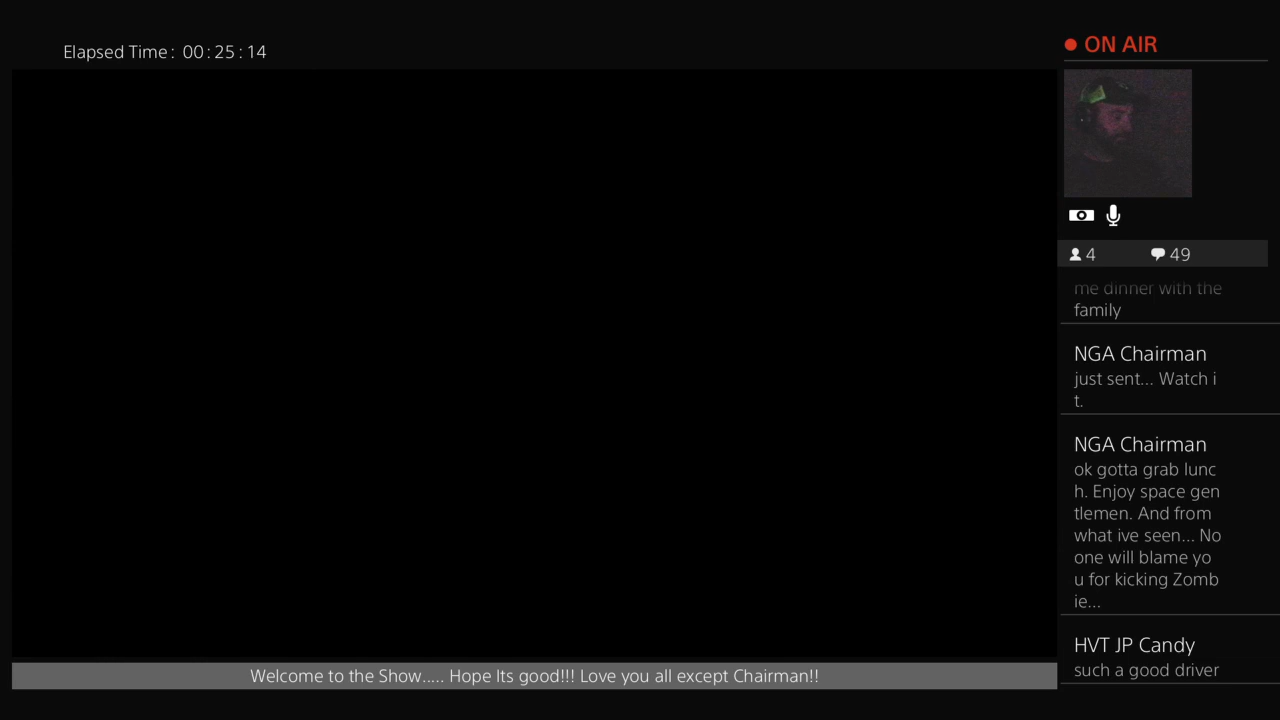 Elapsed Time: 00:25:14
ON AIR
4
49
me dinner with the
family
NGA Chairman
just sent... Watch i
t.
NGA Chairman
ok gotta grab lunc
h. Enjoy space gen
tlemen. And from
what ive seen... No
one will blame yo
u for kicking Zomb
ie...
HVT JP Candy
such a good driver
Welcome to the Show..... Hope Its good!!! Love you all except Chairman!!